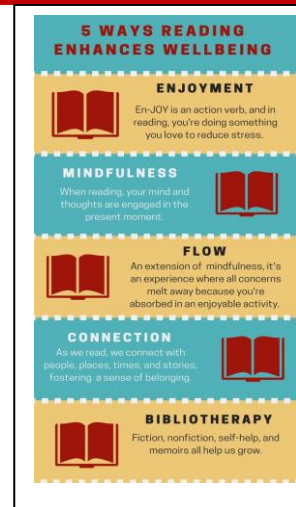 5 WAYS READING
ENHANCES WELLBEING
ENJOYMENT
En-JOY is an action verb, and in
reading, you're doing something
you love to reduce stress.
MINDFULNESS
When reading, your mind and
thoughts are engaged in the
present moment.
FLOW
An extension of mindfulness, it's
an experience where all concerns
melt away because you're
absorbed in an enjoyable activity.
CONNECTION
As we read, we connect with
people, places, times, and stories,
fostering a sense of belonging.
BIBLIOTHERAPY
Fiction, nonfiction, self-help, and
memoirs all help us grow.